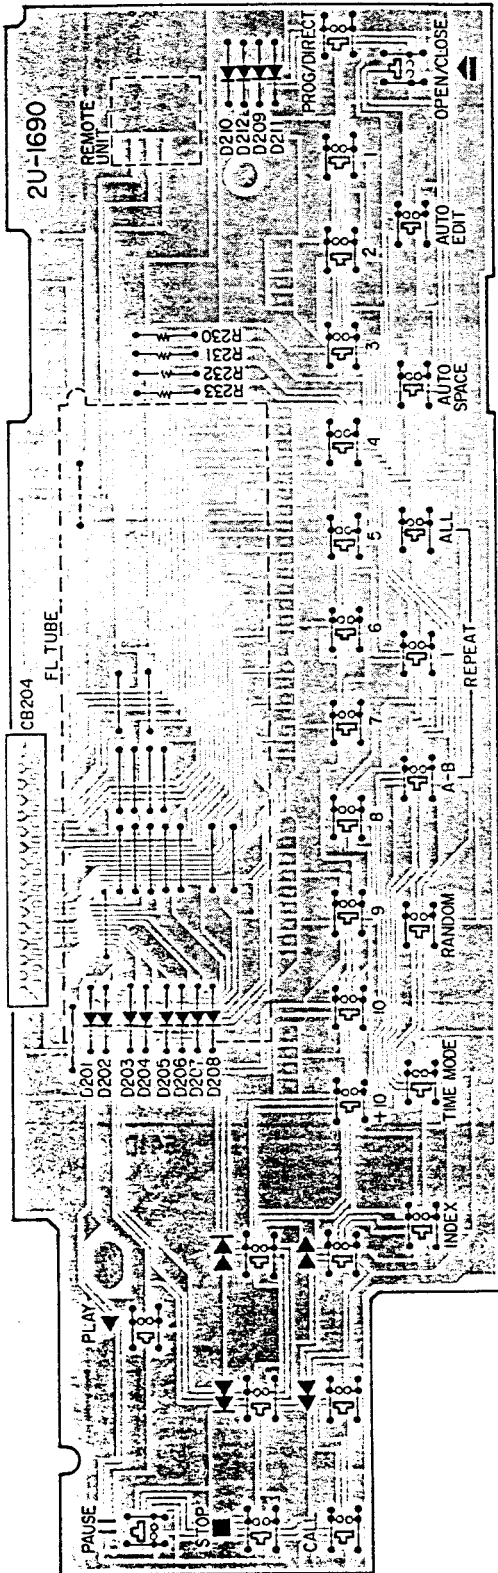 2U-1690
REMOTE
UNIT
D210
D212
D209
D211
PROG/DIRECT
OPEN/CLOSE
1
2
AUTO
EDIT
R230
R231
R232
R233
3
AUTO
SPACE
4
5
ALL
6
1
REPEAT
7
A-B
8
FL TUBE
CB204
9
RANDOM
10
D201
D202
D203
D204
D205
D206
D207
D208
+10
TIME MODE
INDEX
PLAY
PAUSE
STOP
CALL